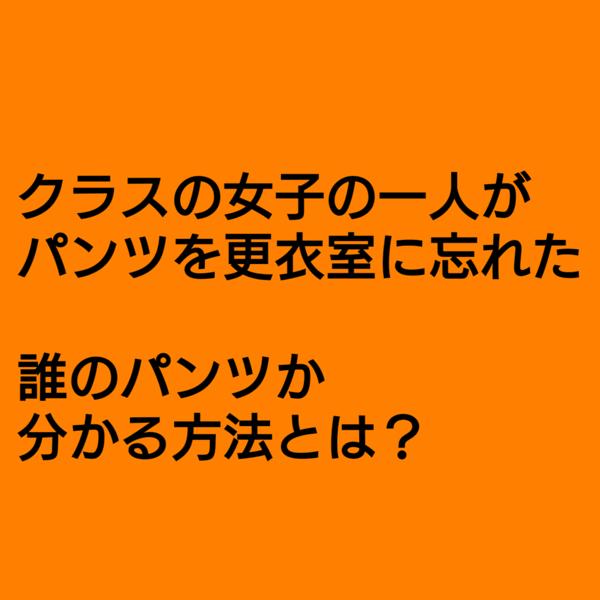 クラスの女子の一人が
パンツを更衣室に忘れた
誰のパンツか
分かる方法とは？